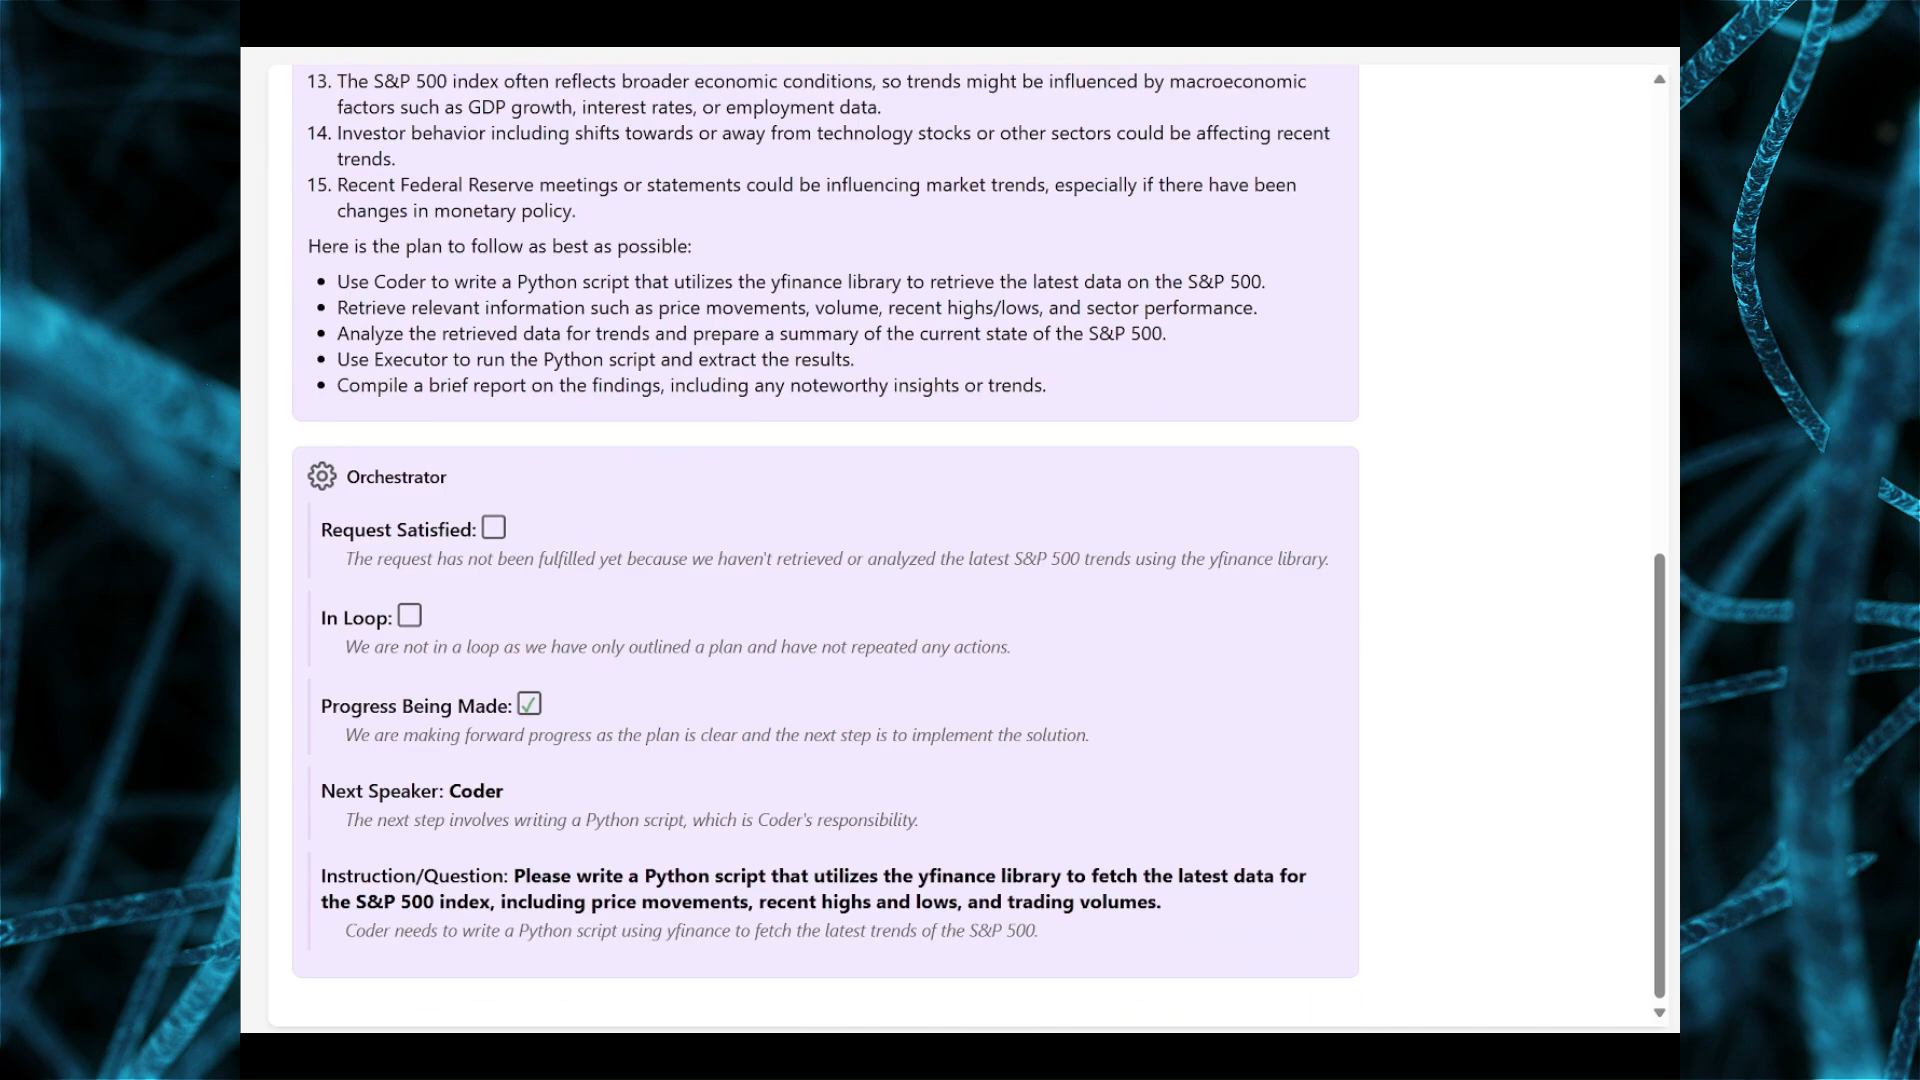 13. The S&P 500 index often reflects broader economic conditions, so trends might be influenced by macroeconomic
factors such as GDP growth, interest rates, or employment data.
14. Investor behavior including shifts towards or away from technology stocks or other sectors could be affecting recent
trends.
15. Recent Federal Reserve meetings or statements could be influencing market trends, especially if there have been
changes in monetary policy.
Here is the plan to follow as best as possible:
• Use Coder to write a Python script that utilizes the yfinance library to retrieve the latest data on the S&P 500.
• Retrieve relevant information such as price movements, volume, recent highs/lows, and sector performance.
• Analyze the retrieved data for trends and prepare a summary of the current state of the S&P 500.
• Use Executor to run the Python script and extract the results.
• Compile a brief report on the findings, including any noteworthy insights or trends.
Orchestrator
Request Satisfied:
The request has not been fulfilled yet because we haven't retrieved or analyzed the latest S&P 500 trends using the yfinance library.
In Loop:
We are not in a loop as we have only outlined a plan and have not repeated any actions.
Progress Being Made:
We are making forward progress as the plan is clear and the next step is to implement the solution.
Next Speaker: Coder
The next step involves writing a Python script, which is Coder's responsibility.
Instruction/Question: Please write a Python script that utilizes the yfinance library to fetch the latest data for
the S&P 500 index, including price movements, recent highs and lows, and trading volumes.
Coder needs to write a Python script using yfinance to fetch the latest trends of the S&P 500.